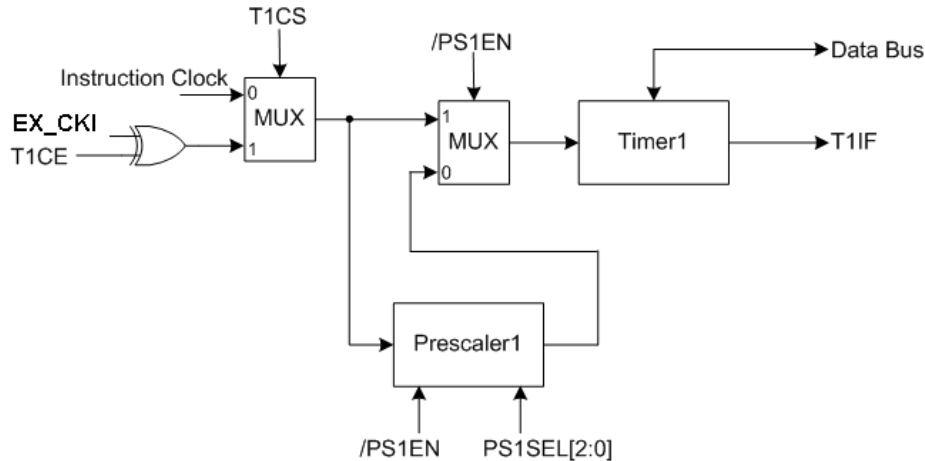 T1CS
/PS1EN
Data Bus
Instruction Clock
0
MUX
EX_CKI
T1CE
1
1
MUX
0
Timer1
T1IF
Prescaler1
/PS1EN
PS1SEL[2:0]